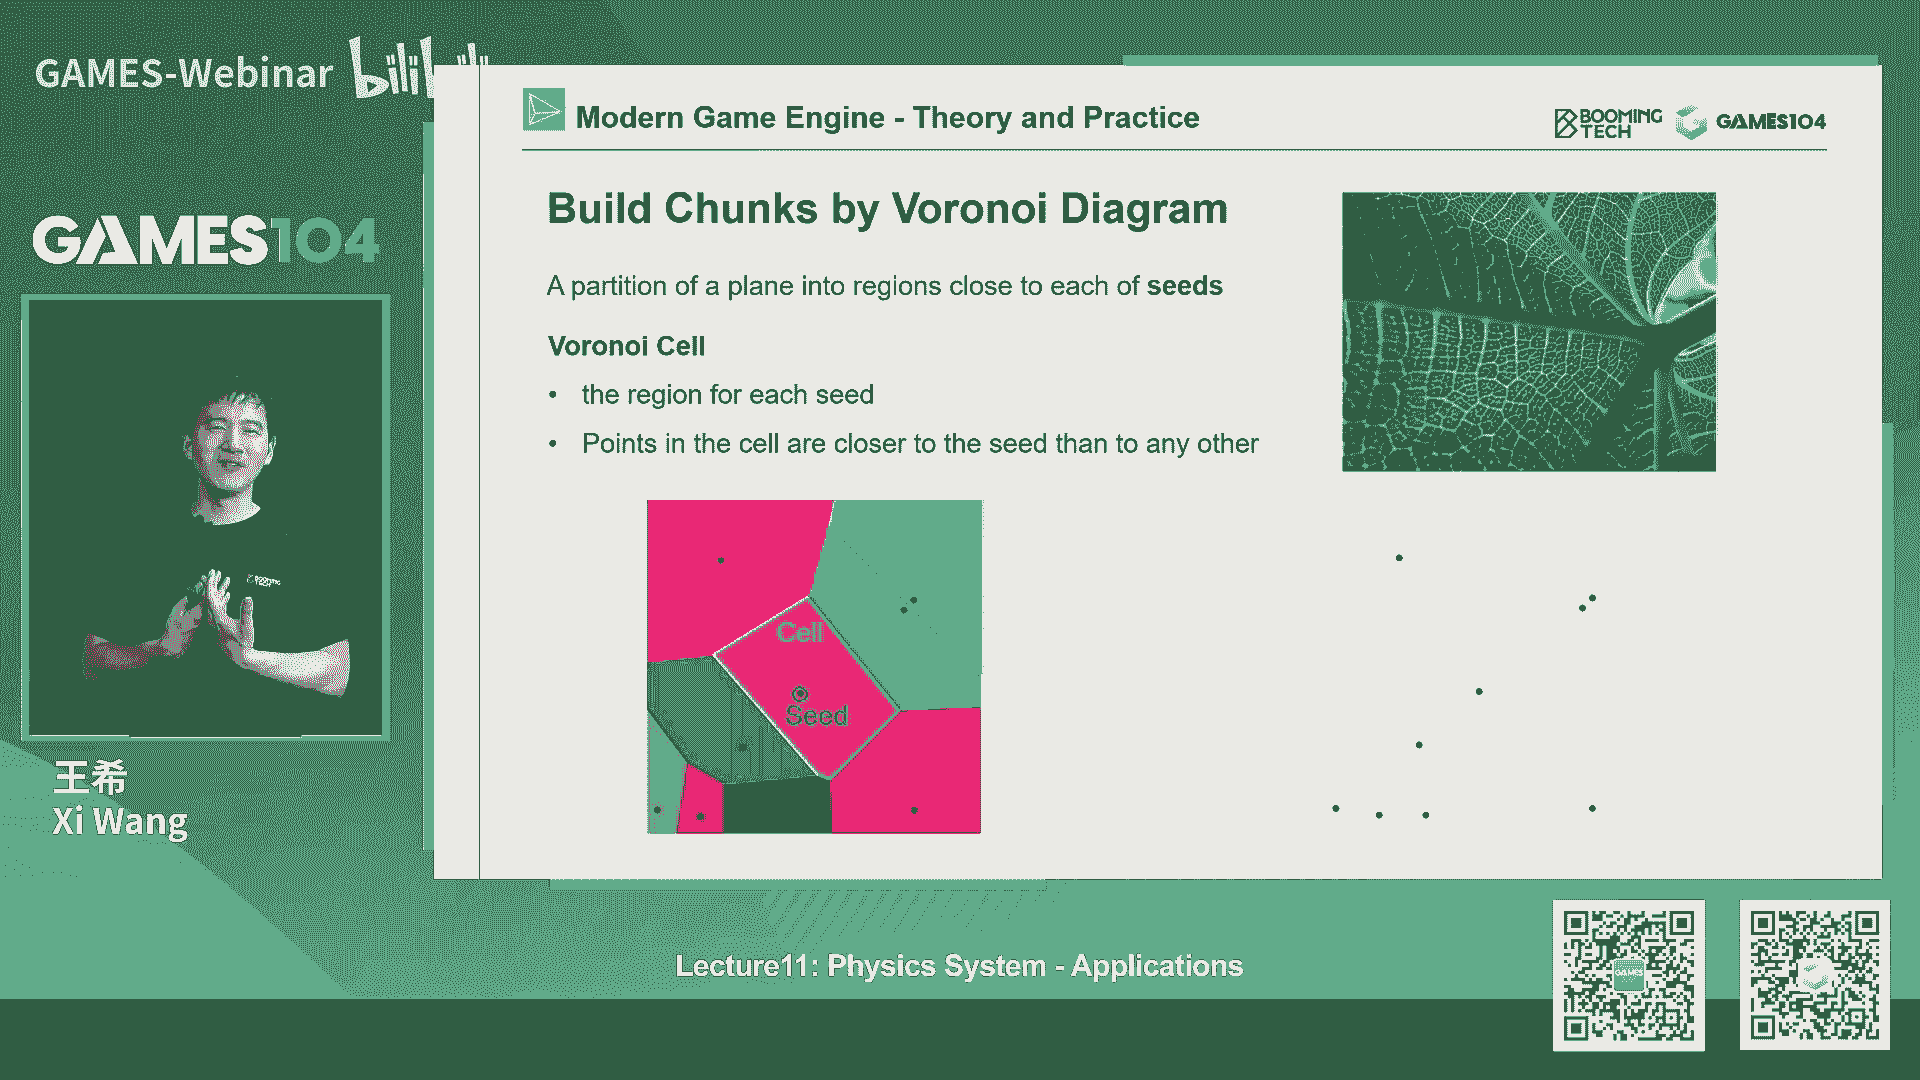 GAMES-Webinar
GAMES104
王希
Xi Wang
Modern Game Engine - Theory and Practice
BOOMING
TECH
GAMES104
Build Chunks by Voronoi Diagram
A partition of a plane into regions close to each of seeds
Voronoi Cell
• the region for each seed
• Points in the cell are closer to the seed than to any other
Cell
Seed
Lecture11: Physics System - Applications